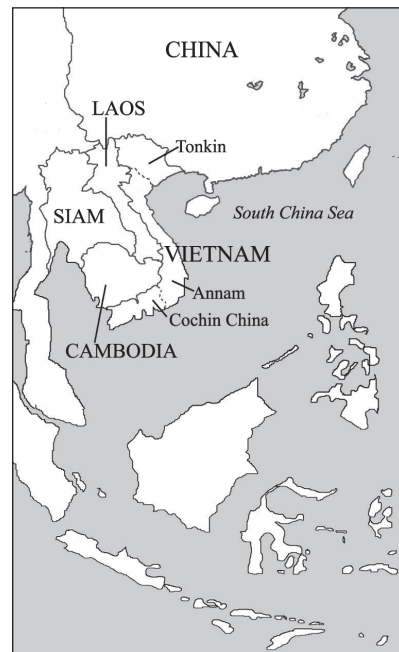 CHINA
LAOS
Tonkin
SIAM
South China Sea
VIETNAM
Annam
Cochin China
CAMBODIA